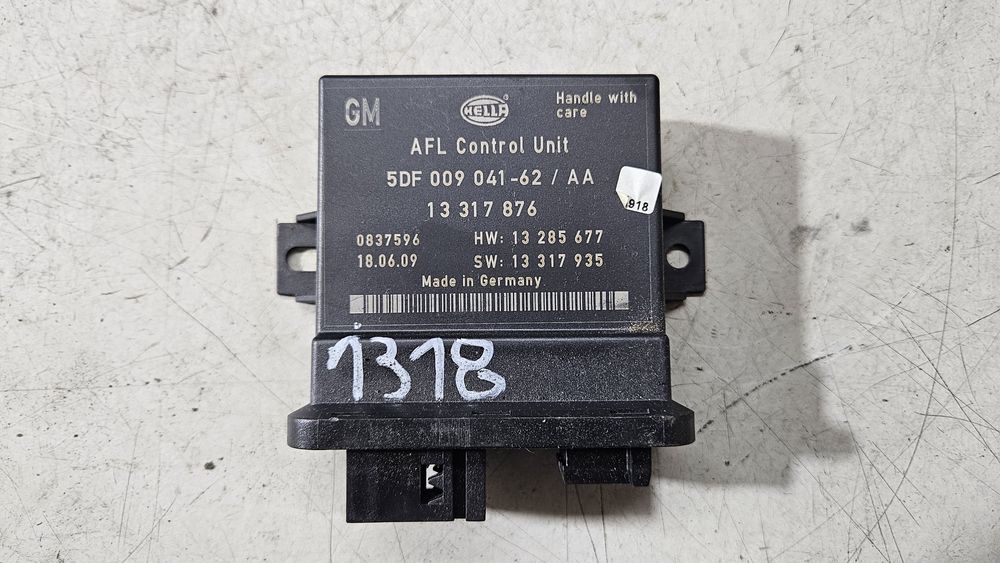 GM
HELLA
®
Handle with
care
AFL Control Unit
5DF 009 041-62 / AA
13 317 876
918
0837596
HW: 13 285 677
18.06.09
SW: 13 317 935
Made in Germany
1318